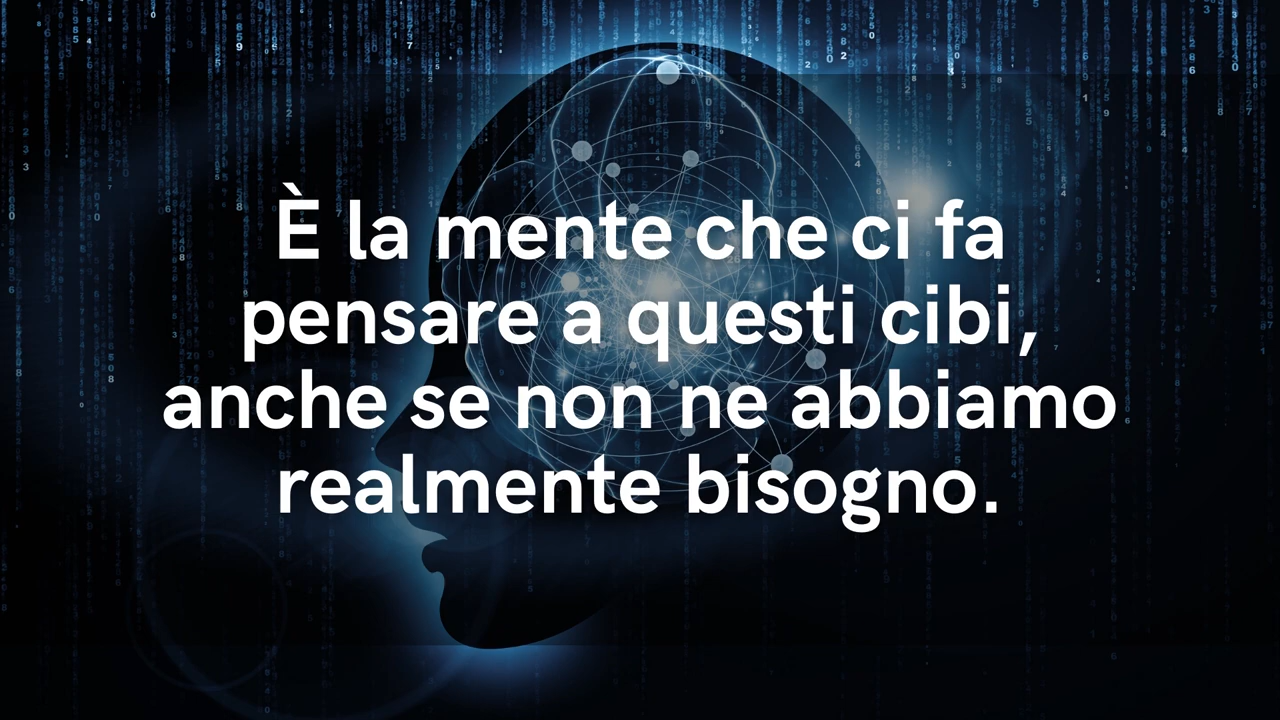 È la mente che ci fa
pensare a questi cibi,
anche se non ne abbiamo
realmente bisogno.